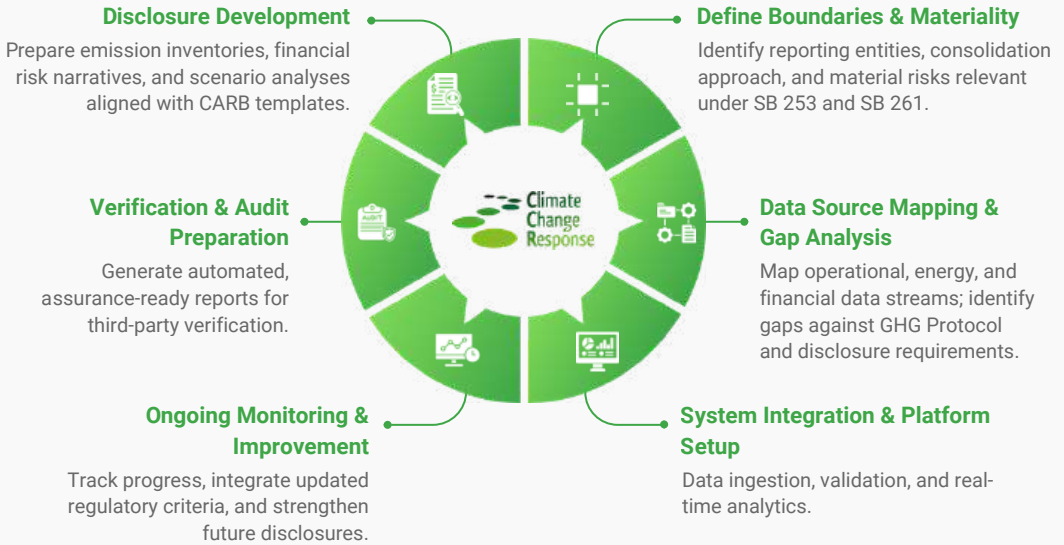 Disclosure Development
Prepare emission inventories, financial
risk narratives, and scenario analyses
aligned with CARB templates.
Define Boundaries & Materiality
Identify reporting entities, consolidation
approach, and material risks relevant
under SB 253 and SB 261.
Verification & Audit
Preparation
Generate automated,
assurance-ready reports for
third-party verification.
AUDIT
Climate
Change
Response
Data Source Mapping &
Gap Analysis
Map operational, energy, and
financial data streams; identify
gaps against GHG Protocol
and disclosure requirements.
Ongoing Monitoring &
Improvement
Track progress, integrate updated
regulatory criteria, and strengthen
future disclosures.
System Integration & Platform
Setup
Data ingestion, validation, and real-
time analytics.